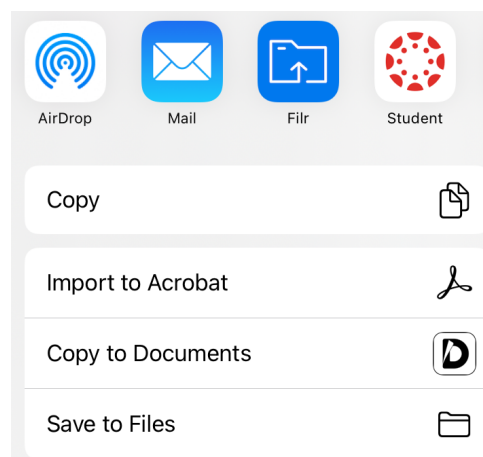 AirDrop
Mail
Filr
Student
Copy
Import to Acrobat
Copy to Documents
Save to Files